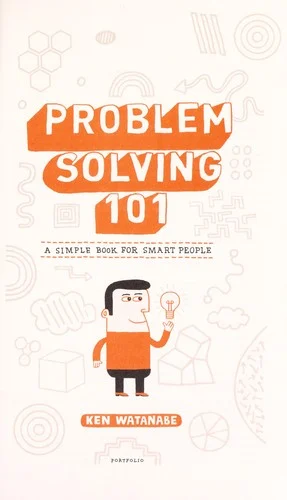 PROBLEM
SOLVING
101
A SIMPLE BOOK FOR SMART PEOPLE
KEN WATANABE
PORTFOLIO